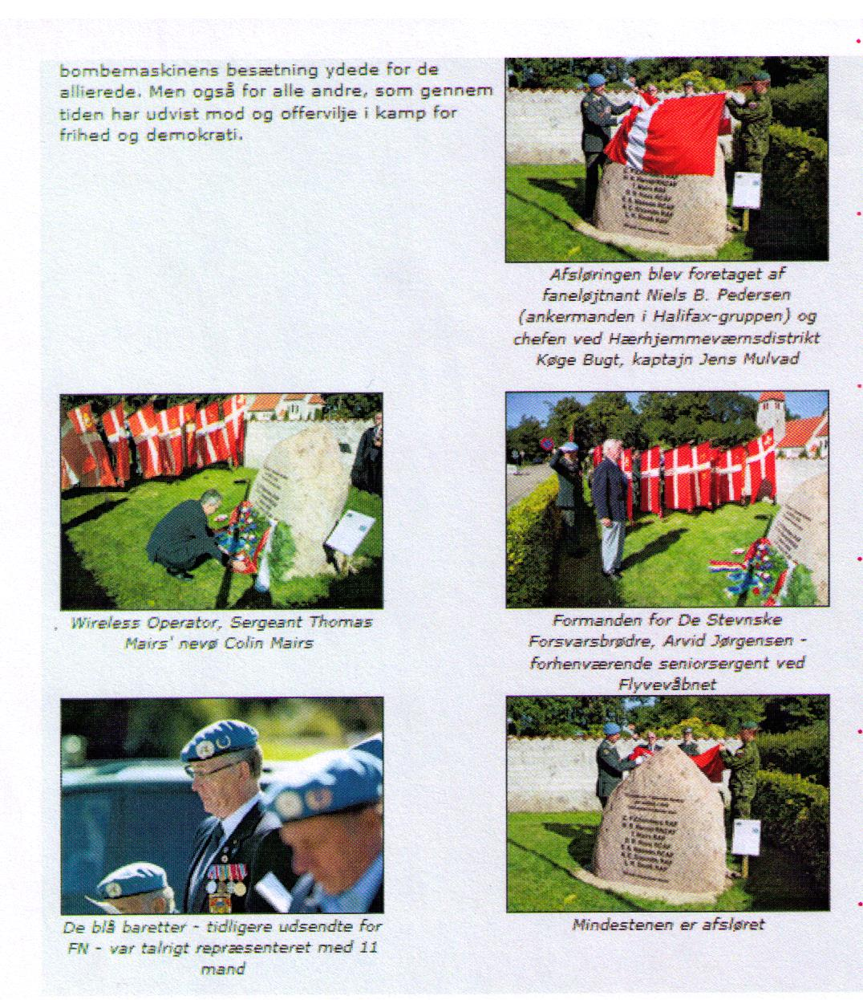 bombemaskinens besætning ydede for de
allierede. Men også for alle andre, som gennem
tiden har udvist mod og offervilje i kamp for
frihed og demokrati.
Afsløringen blev foretaget af
faneløjtnant Niels B. Pedersen
(ankermanden i Halifax-gruppen) og
chefen ved Hærhjemmeværnsdistrikt
Køge Bugt, kaptajn Jens Mulvad
. Wireless Operator, Sergeant Thomas
Mairs' nevø Colin Mairs
Formanden for De Stevnske
Forsvarsbrødre, Arvid Jørgensen -
forhenværende seniorsergent ved
Flyvevåbnet
De blå baretter - tidligere udsendte for
FN - var talrigt repræsenteret med 11
mand
Mindestenen er afsløret